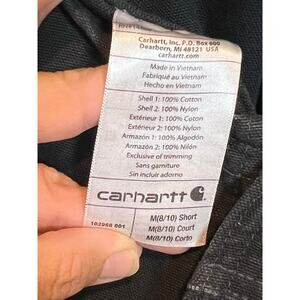 Carhartt, Inc. P.O. Box 600
Dearborn, MI 48121 USA
carhartt.com
Made in Vietnam
Fabriqué au Vietnam
Hecho en Vietnam
Shell 1: 100% Cotton
Shell 2: 100% Nylon
Extérieur 1: 100% Cotton
Extérieur 2: 100% Nylon
Armazón 1: 100% Algodón
Armazón 2: 100% Nilón
Exclusive of trimming
Sans garniture
Sin incluir adorno
carhartt
102968 001
M(8/10) Short
M(8/10) Court
M(8/10) Corto